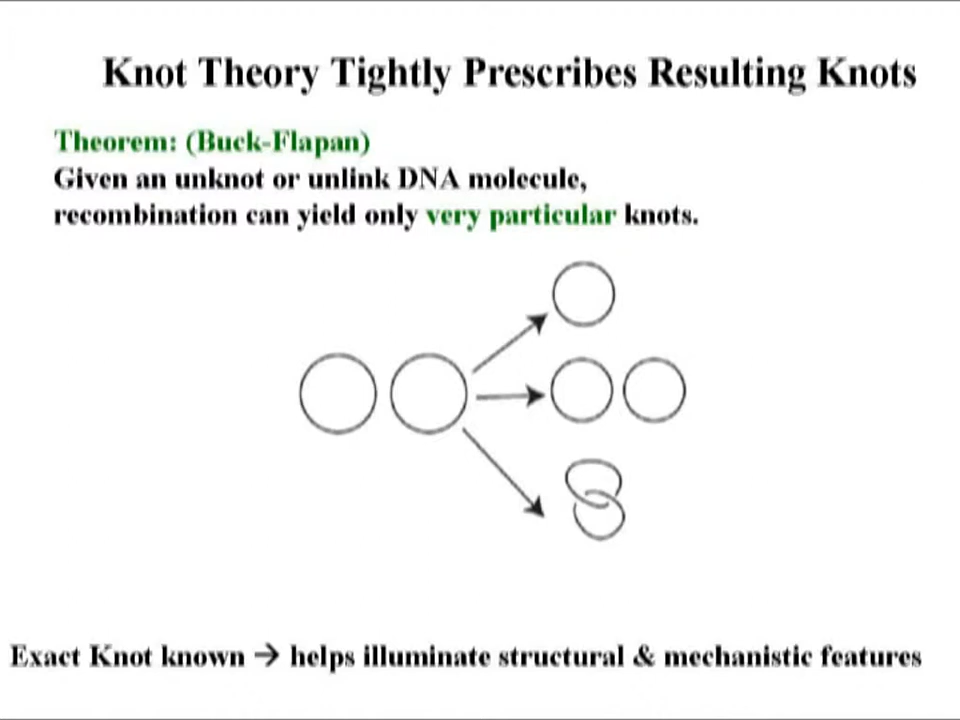 Knot Theory Tightly Prescribes Resulting Knots
Theorem: (Buck-Flapan)
Given an unknot or unlink DNA molecule,
recombination can yield only very particular knots.
Exact Knot known → helps illuminate structural & mechanistic features